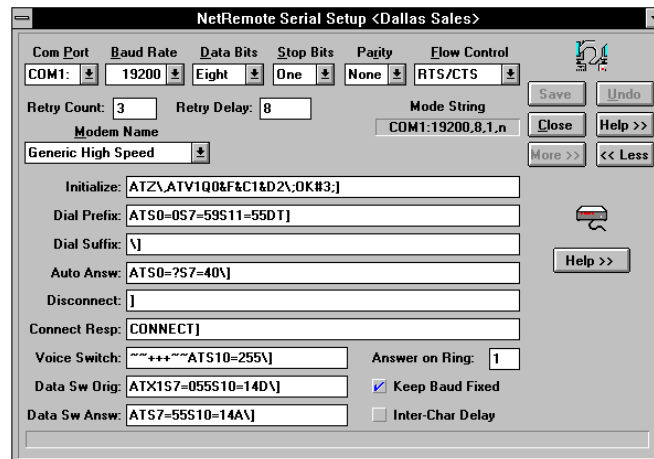 NetRemote Serial Setup <Dallas Sales>
Com Port Baud Rate Data Bits Stop Bits Parity Flow Control
COM1: 19200 Eight One None RTS/CTS
Save Undo
Retry Count: 3 Retry Delay: 8 Mode String
COM1:19200,8,1,n
Close Help >>
Modem Name
Generic High Speed
More >> << Less
Initialize: ATZ\,ATV1Q0&F&C1&D2\;OK#3;]
Dial Prefix: ATS0=0S7=59S11=55DT]
Dial Suffix: \]
Auto Answ: ATS0=?S7=40\]
Help >>
Disconnect: ]
Connect Resp: CONNECT]
Voice Switch: ~~+++~~ATS10=255\] Answer on Ring: 1
Data Sw Orig: ATX1S7=055S10=14D\] Keep Baud Fixed
Data Sw Answ: ATS7=55S10=14A\] Inter-Char Delay